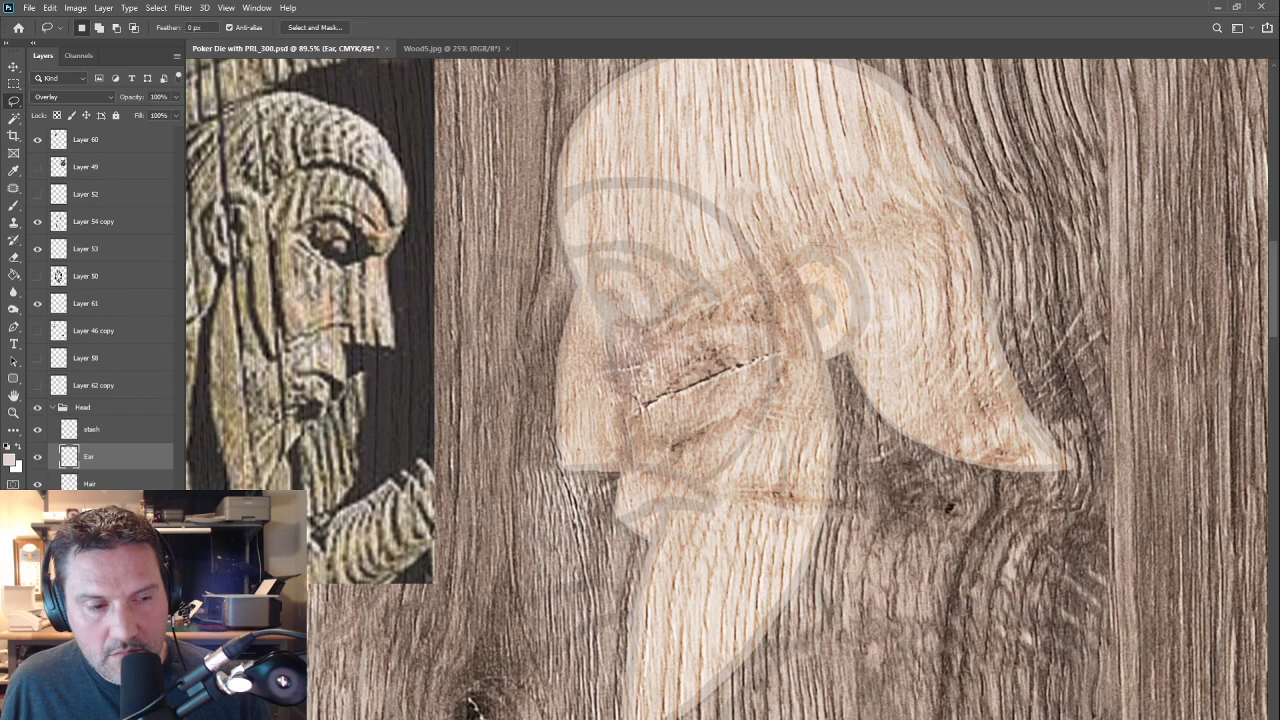 Ps File Edit Image Layer Type Select Filter 3D View Window Help
Feather: 0 px Anti-alias Select and Mask...
Poker Die with PRL_300.psd @ 89.5% (Ear, CMYK/8#) * × Wood5.jpg @ 25% (RGB/8*) ×
Layers Channels
Kind
Overlay Opacity: 100%
Lock: Fill: 100%
Layer 60
Layer 49
Layer 52
Layer 54 copy
Layer 53
Layer 50
Layer 61
Layer 46 copy
Layer 58
Layer 62 copy
Head
stash
Ear
Hair